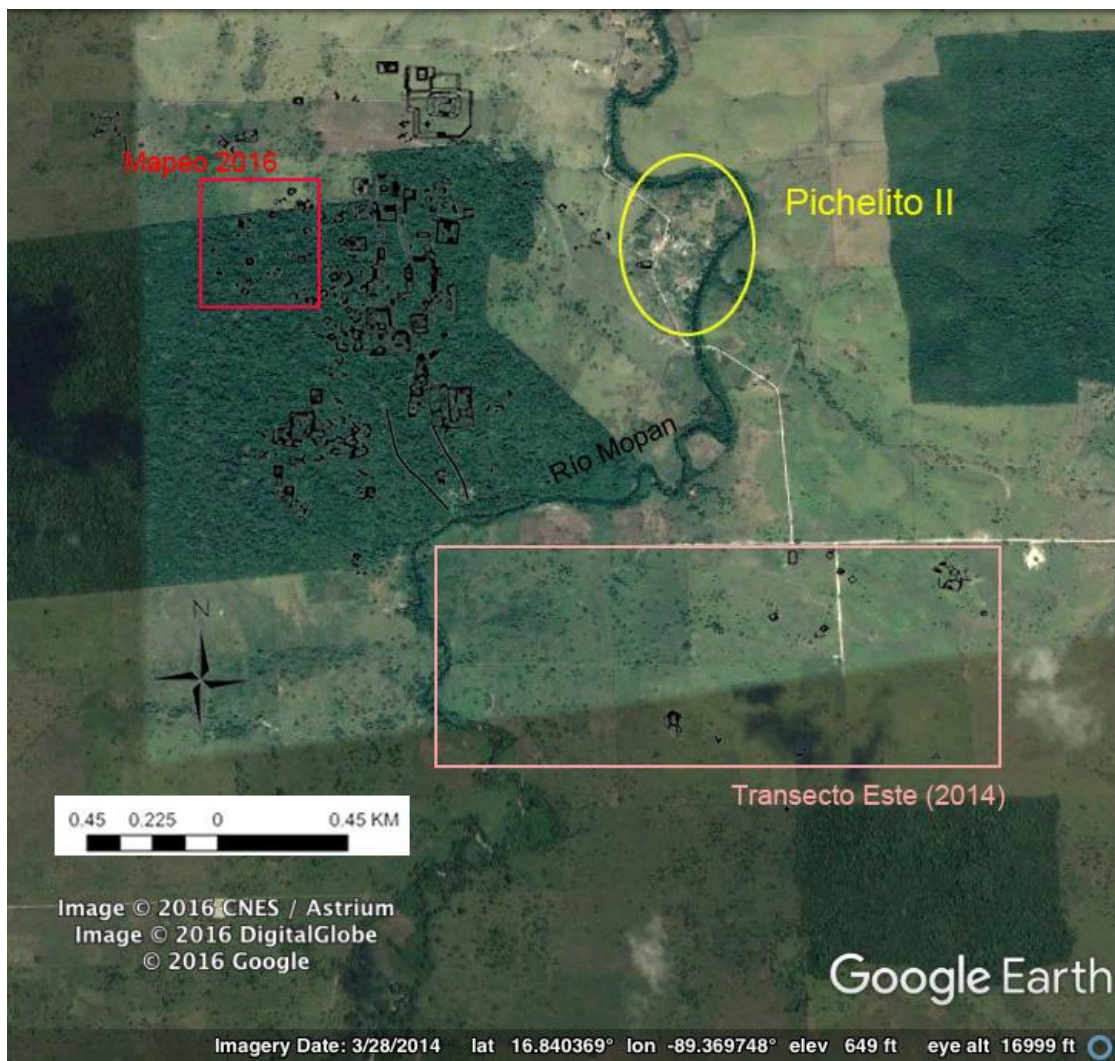 Mapeo 2016
Pichelito II
Río Mopan
N
Transecto Este (2014)
0.45 0.225 0 0.45 KM
Image © 2016 CNES / Astrium
Image © 2016 DigitalGlobe
© 2016 Google
Google Earth
Imagery Date: 3/28/2014 lat 16.840369° lon -89.369748° elev 649 ft eye alt 16999 ft